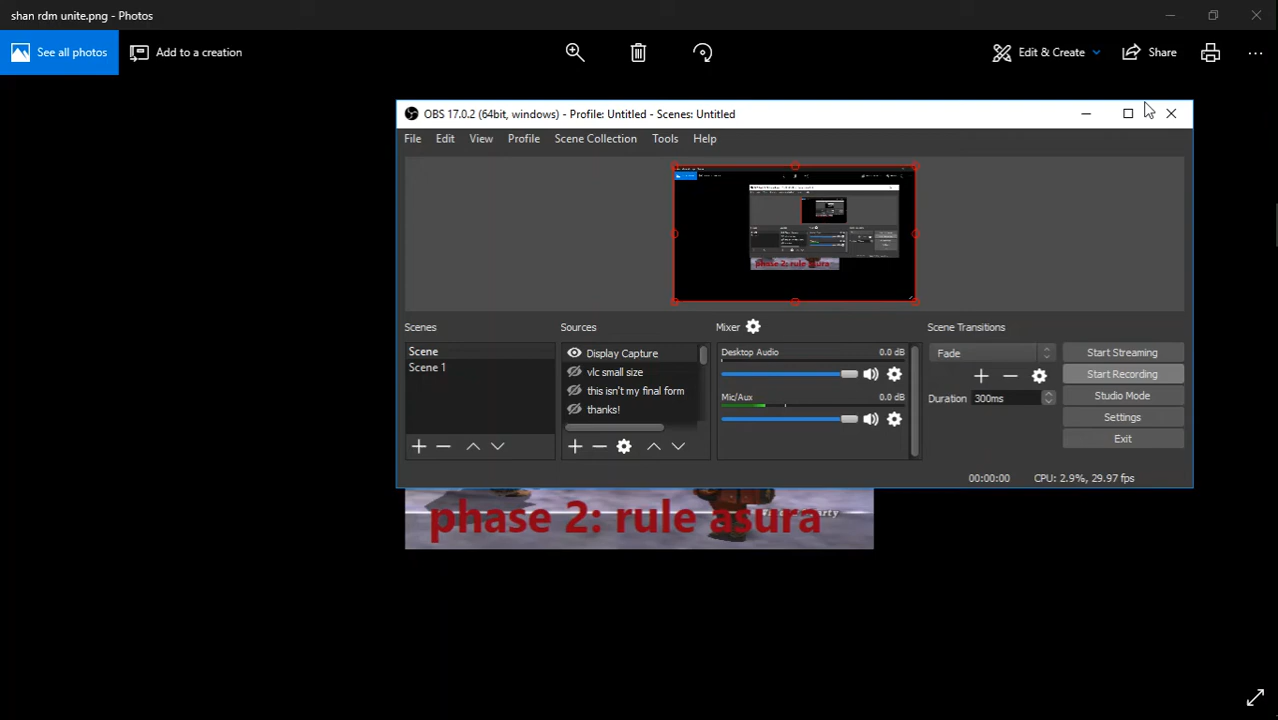 shan rdm unite.png - Photos
See all photos
Add to a creation
Edit & Create
Share
OBS 17.0.2 (64bit, windows) - Profile: Untitled - Scenes: Untitled
File Edit View Profile Scene Collection Tools Help
phase 2: rule asura
Scenes
Scene
Scene 1
Sources
Display Capture
vlc small size
this isn't my final form
thanks!
Mixer
Desktop Audio 0.0 dB
Mic/Aux 0.0 dB
Scene Transitions
Fade
Duration 300ms
Start Streaming
Start Recording
Studio Mode
Settings
Exit
00:00:00 CPU: 2.9%, 29.97 fps
phase 2: rule asura